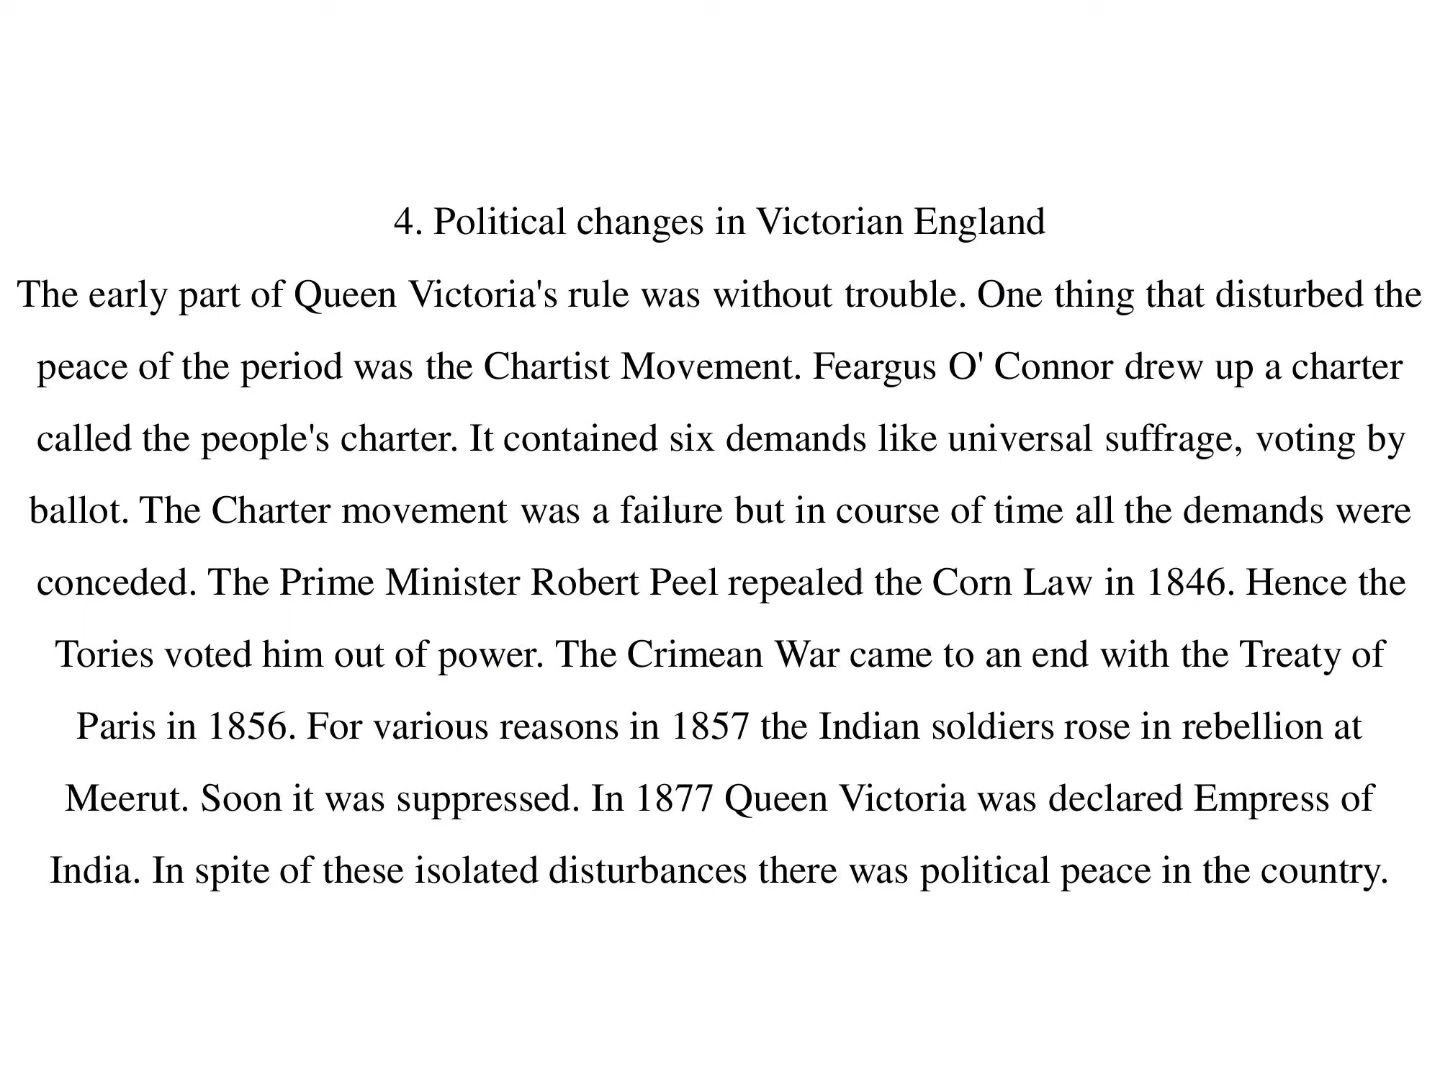 4. Political changes in Victorian England
The early part of Queen Victoria's rule was without trouble. One thing that disturbed the
peace of the period was the Chartist Movement. Feargus O' Connor drew up a charter
called the people's charter. It contained six demands like universal suffrage, voting by
ballot. The Charter movement was a failure but in course of time all the demands were
conceded. The Prime Minister Robert Peel repealed the Corn Law in 1846. Hence the
Tories voted him out of power. The Crimean War came to an end with the Treaty of
Paris in 1856. For various reasons in 1857 the Indian soldiers rose in rebellion at
Meerut. Soon it was suppressed. In 1877 Queen Victoria was declared Empress of
India. In spite of these isolated disturbances there was political peace in the country.